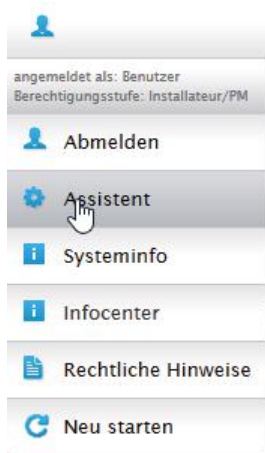 angemeldet als: Benutzer
Berechtigungsstufe: Installateur/PM
Abmelden
Assistent
Systeminfo
Infocenter
Rechtliche Hinweise
Neu starten